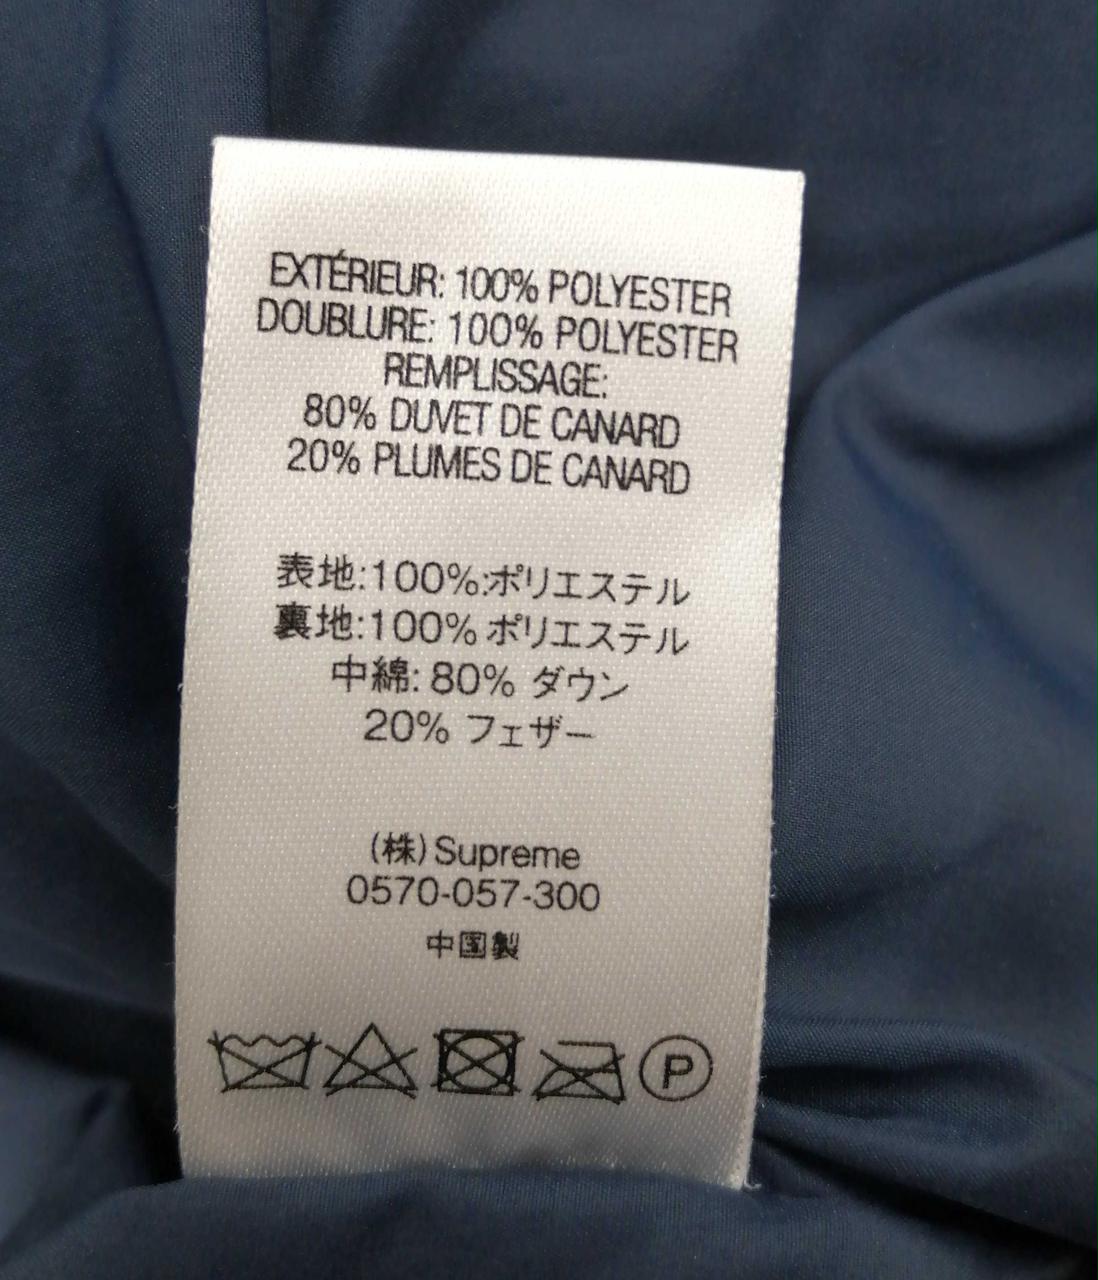 EXTÉRIEUR: 100% POLYESTER
DOUBLURE: 100% POLYESTER
REMPLISSAGE:
80% DUVET DE CANARD
20% PLUMES DE CANARD
表地:100%:ポリエステル
裏地:100% ポリエステル
中綿: 80% ダウン
20% フェザー
(株)Supreme
0570-057-300
中国製
P